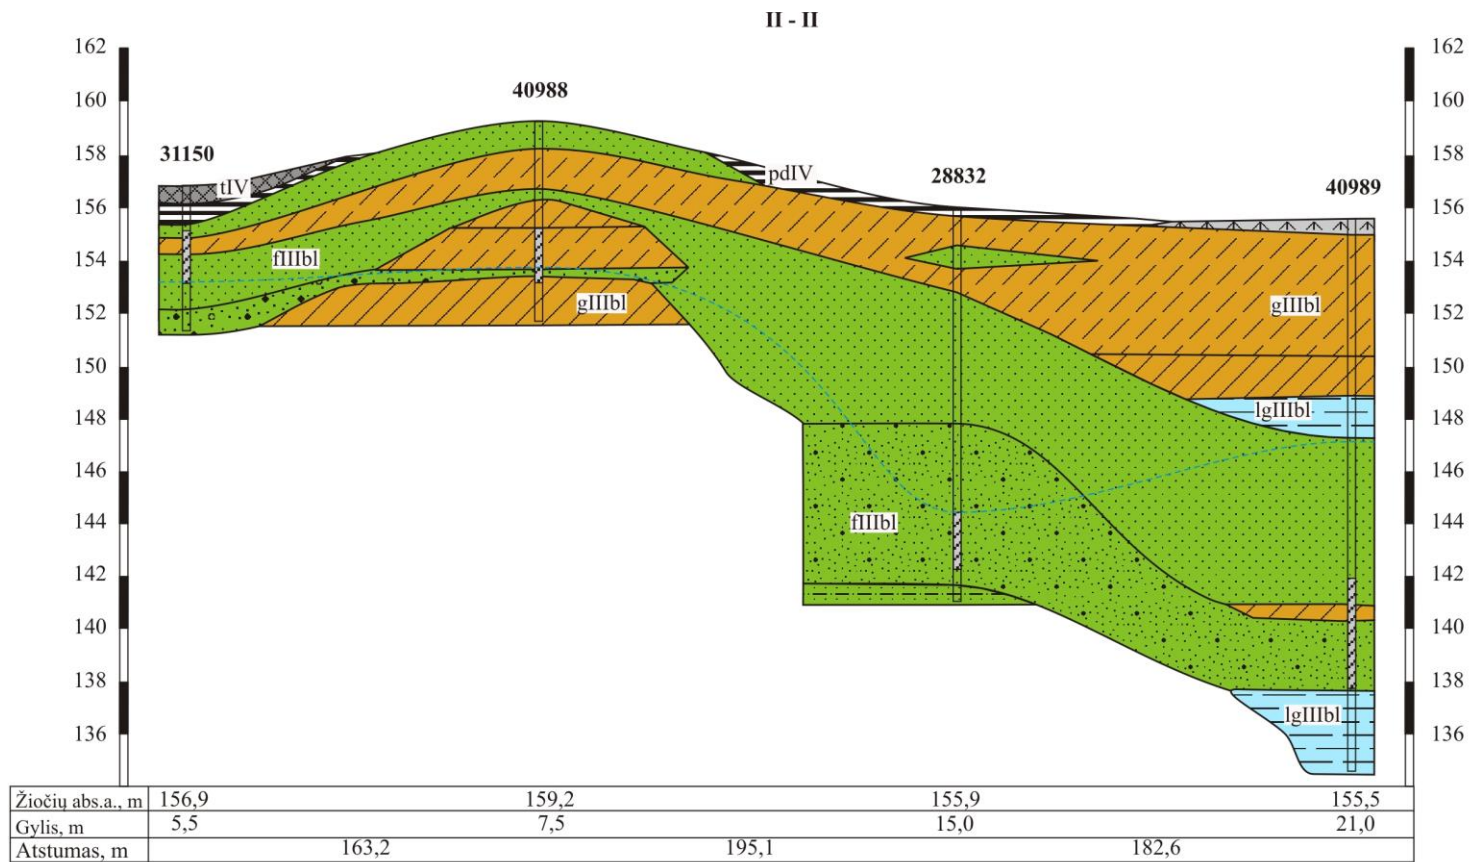 II - II
162 162
160 40988 160
158 31150 158
tIV pdIV 28832 40989
156 156
154 fIIIbl 154
152 gIIIbl gIIIbl 152
150 150
148 lgIIIbl 148
146 146
144 fIIIbl 144
142 142
140 140
138 138
136 lgIIIbl 136
Žiočių abs.a., m 156,9 159,2 155,9 155,5
Gylis, m 5,5 7,5 15,0 21,0
Atstumas, m 163,2 195,1 182,6